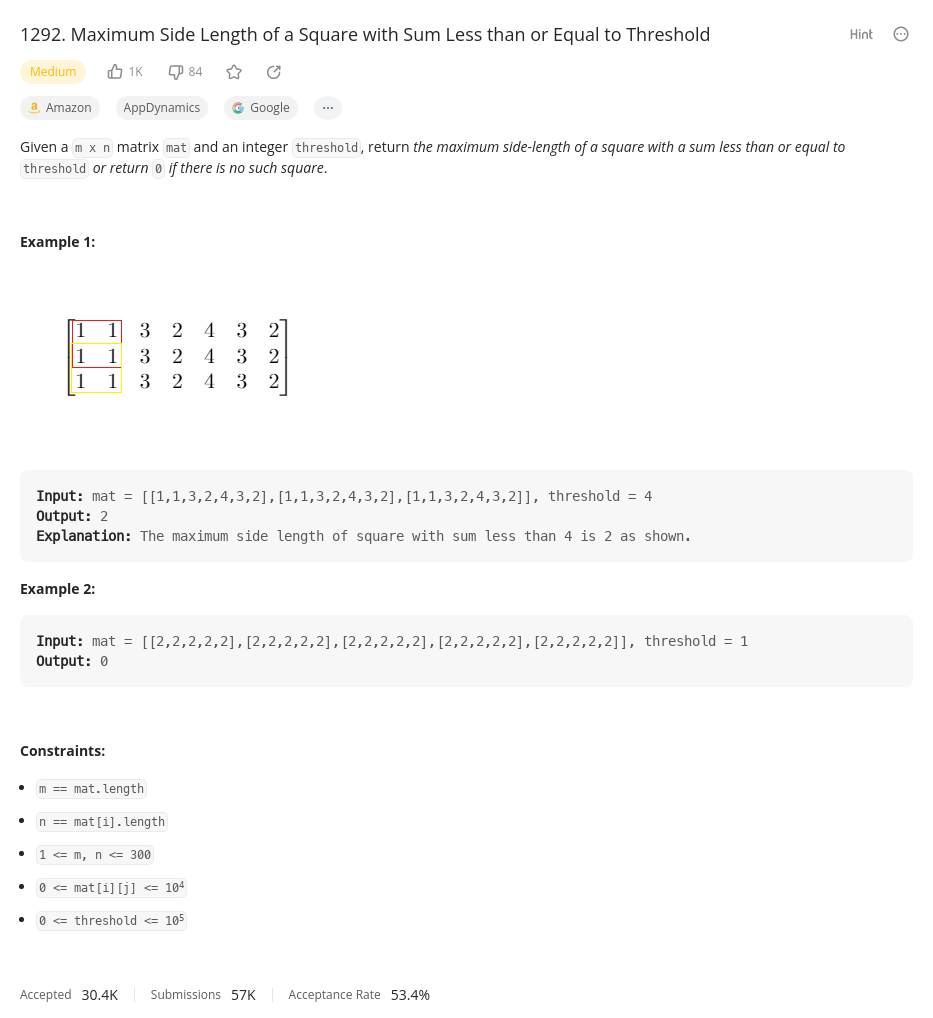 1292. Maximum Side Length of a Square with Sum Less than or Equal to Threshold
Hint
Medium 1K 84
Amazon AppDynamics Google ...
Given a m x n matrix mat and an integer threshold, return the maximum side-length of a square with a sum less than or equal to
threshold or return 0 if there is no such square.
Example 1:
1 1 3 2 4 3 2
1 1 3 2 4 3 2
1 1 3 2 4 3 2
Input: mat = [[1,1,3,2,4,3,2],[1,1,3,2,4,3,2],[1,1,3,2,4,3,2]], threshold = 4
Output: 2
Explanation: The maximum side length of square with sum less than 4 is 2 as shown.
Example 2:
Input: mat = [[2,2,2,2,2],[2,2,2,2,2],[2,2,2,2,2],[2,2,2,2,2],[2,2,2,2,2]], threshold = 1
Output: 0
Constraints:
• m == mat.length
• n == mat[i].length
• 1 <= m, n <= 300
• 0 <= mat[i][j] <= 10⁴
• 0 <= threshold <= 10⁵
Accepted 30.4K Submissions 57K Acceptance Rate 53.4%